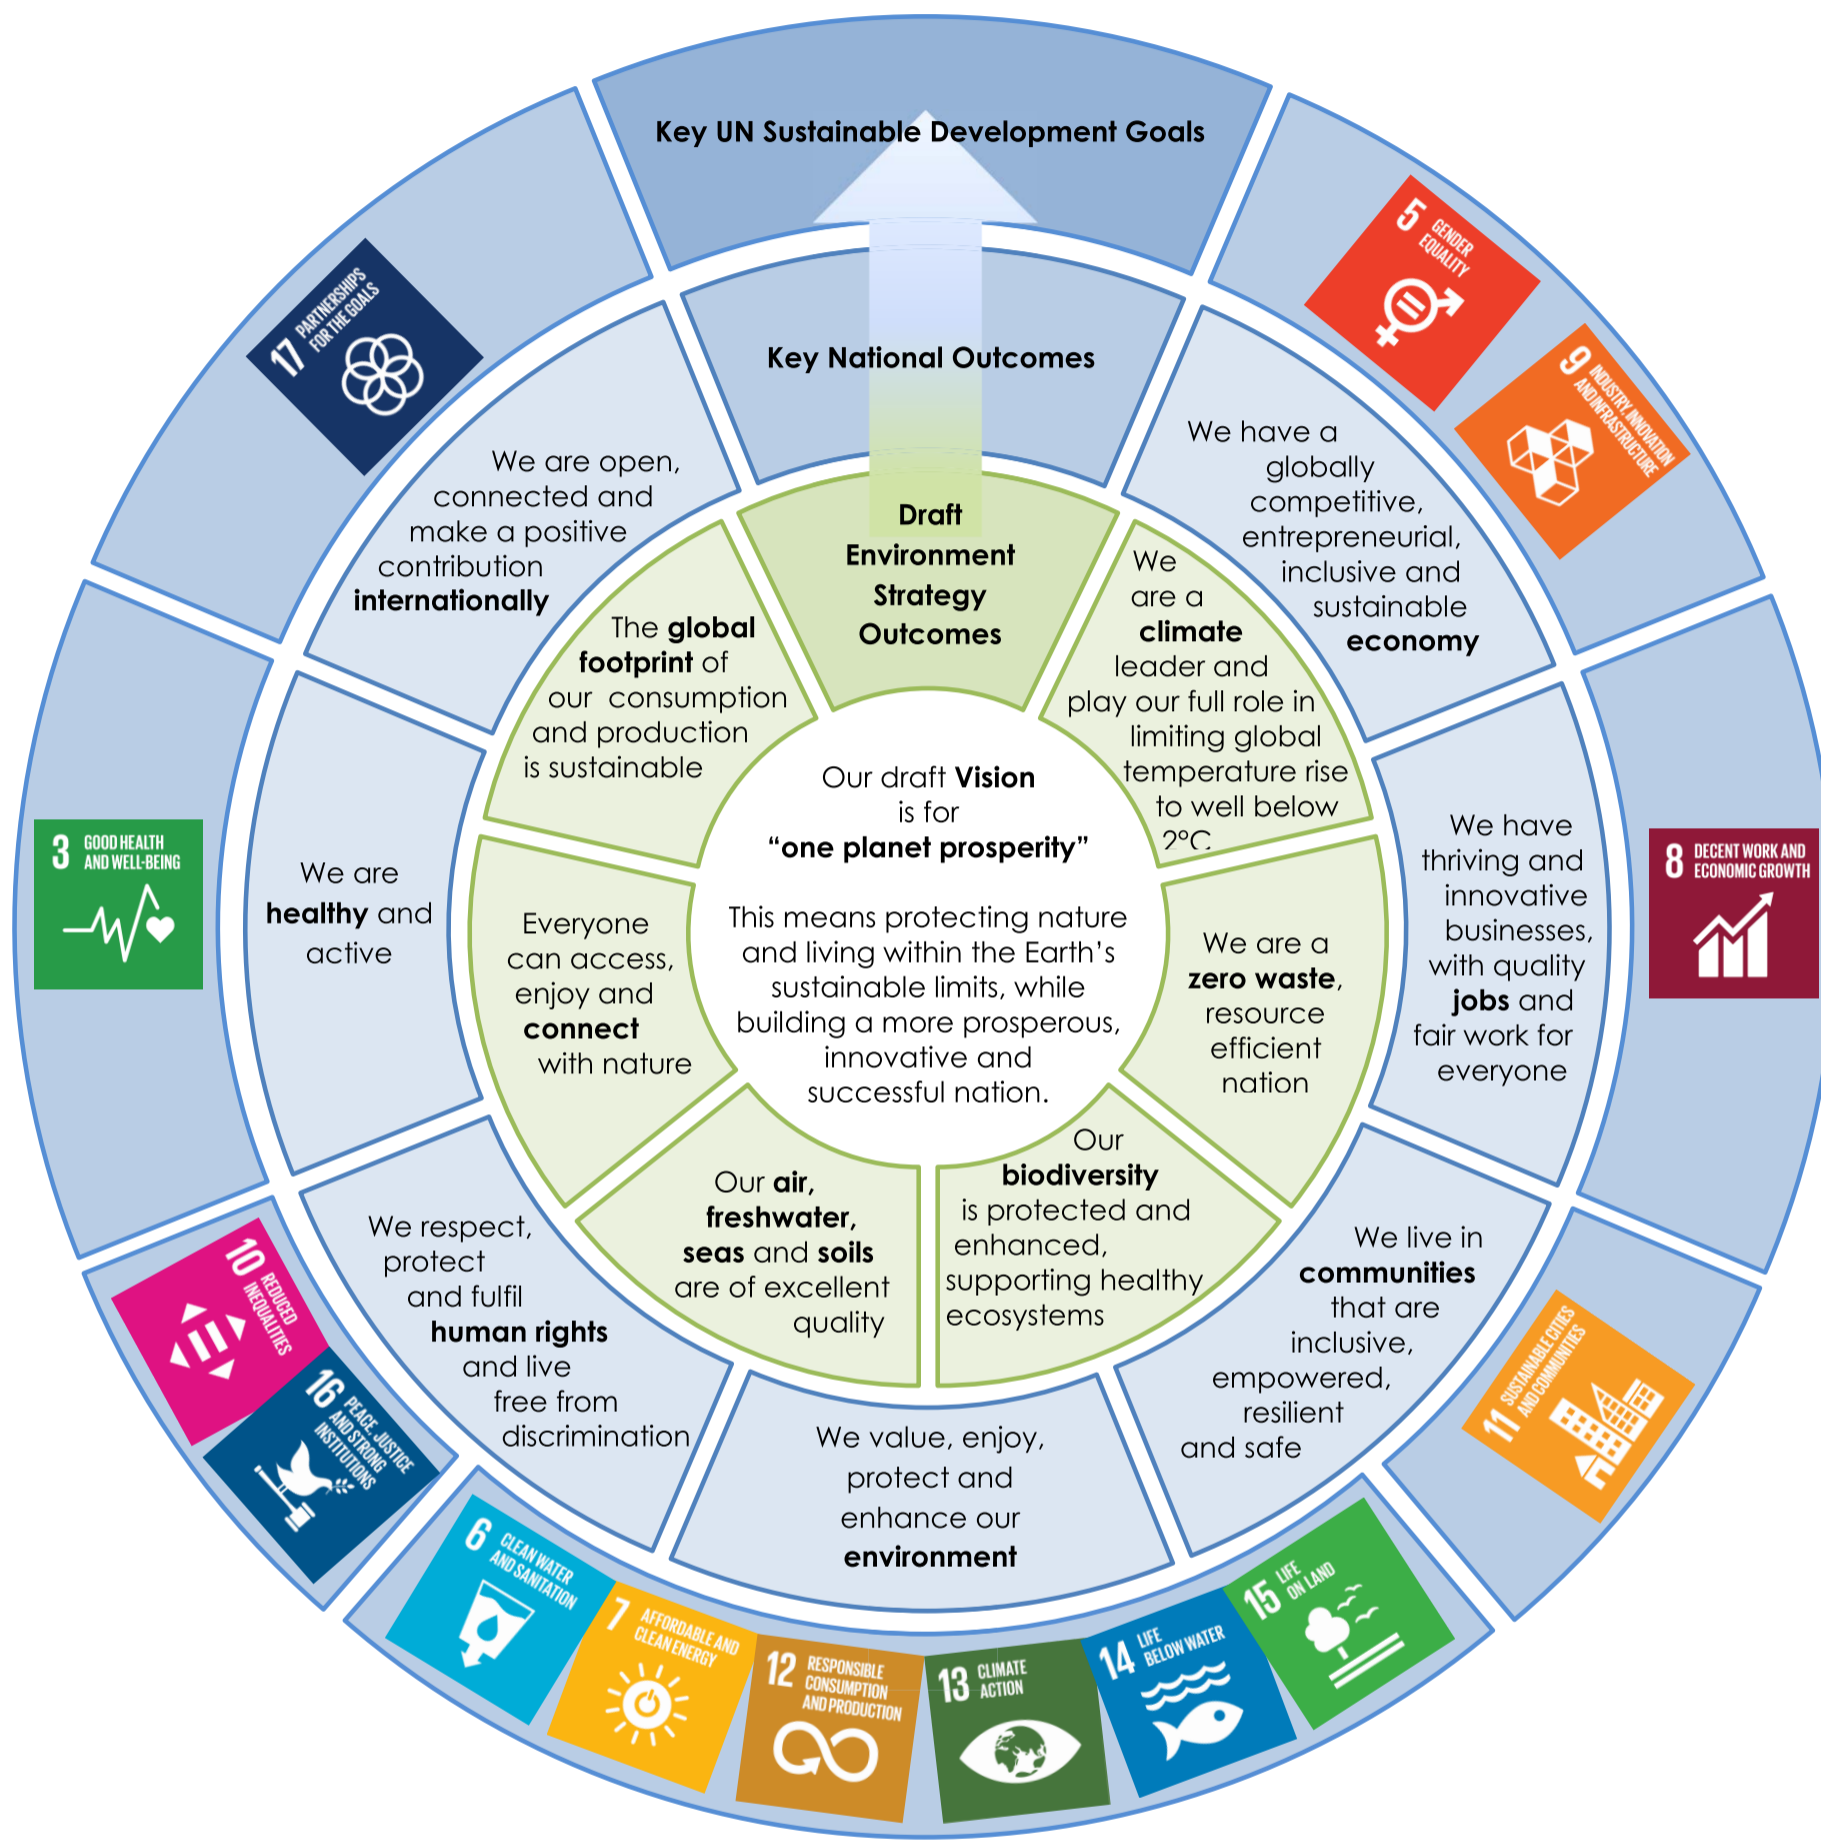 Key UN Sustainable Development Goals
Key National Outcomes
Draft
Environment
Strategy
Outcomes
Our draft Vision
is for
“one planet prosperity”
This means protecting nature
and living within the Earth’s
sustainable limits, while
building a more prosperous,
innovative and
successful nation.
We
are a
climate
leader and
play our full role in
limiting global
temperature rise
to well below
2°C
We are a
zero waste,
resource
efficient
nation
Our
biodiversity
is protected and
enhanced,
supporting healthy
ecosystems
Our air,
freshwater,
seas and soils
are of excellent
quality
Everyone
can access,
enjoy and
connect
with nature
The global
footprint of
our consumption
and production
is sustainable
We have a
globally
competitive,
entrepreneurial,
inclusive and
sustainable
economy
We have
thriving and
innovative
businesses,
with quality
jobs and
fair work for
everyone
We live in
communities
that are
inclusive,
empowered,
resilient
and safe
We value, enjoy,
protect and
enhance our
environment
We respect,
protect
and fulfil
human rights
and live
free from
discrimination
We are
healthy and
active
We are open,
connected and
make a positive
contribution
internationally
5 GENDER
EQUALITY
9 INDUSTRY, INNOVATION
AND INFRASTRUCTURE
8 DECENT WORK AND
ECONOMIC GROWTH
11 SUSTAINABLE CITIES
AND COMMUNITIES
15 LIFE
ON LAND
14 LIFE
BELOW WATER
13 CLIMATE
ACTION
12 RESPONSIBLE
CONSUMPTION
AND PRODUCTION
7 AFFORDABLE AND
CLEAN ENERGY
6 CLEAN WATER
AND SANITATION
16 PEACE, JUSTICE
AND STRONG
INSTITUTIONS
10 REDUCED
INEQUALITIES
3 GOOD HEALTH
AND WELL-BEING
17 PARTNERSHIPS
FOR THE GOALS